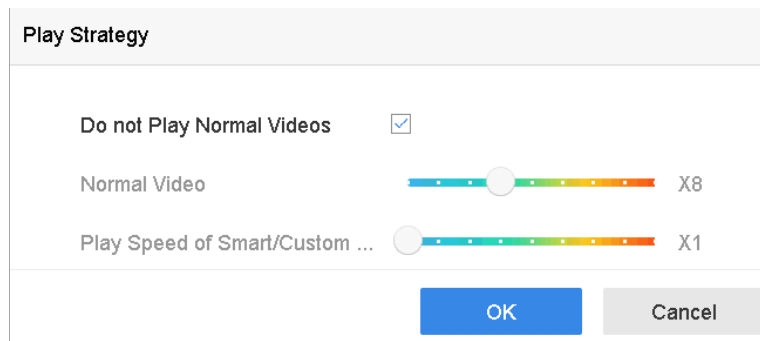 Play Strategy
Do not Play Normal Videos
Normal Video X8
Play Speed of Smart/Custom ... X1
OK Cancel